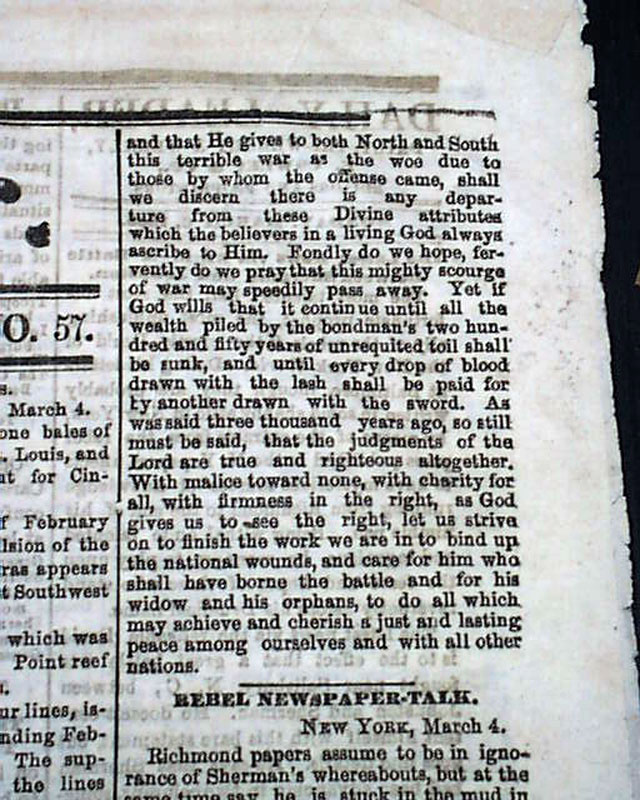 NO. 57.
s.
March 4.
one bales of
. Louis, and
nt for Cin-
f February
lsion of the
ras appears
t Southwest
which was
Point reef
ur lines, is-
nding Feb-
The sup-
the lines
and that He gives to both North and South
this terrible war as the woe due to
those by whom the offense came, shall
we discern there is any depar-
ture from these Divine attributes
which the believers in a living God always
ascribe to Him. Fondly do we hope, fer-
vently do we pray that this mighty scourge
of war may speedily pass away. Yet if
God wills that it continue until all the
wealth piled by the bondman's two hun-
dred and fifty years of unrequited toil shall
be sunk, and until every drop of blood
drawn with the lash shall be paid for
by another drawn with the sword. As
was said three thousand years ago, so still
must be said, that the judgments of the
Lord are true and righteous altogether.
With malice toward none, with charity for
all, with firmness in the right, as God
gives us to see the right, let us strive
on to finish the work we are in to bind up
the national wounds, and care for him who
shall have borne the battle and for his
widow and his orphans, to do all which
may achieve and cherish a just and lasting
peace among ourselves and with all other
nations.
REBEL NEWSPAPER-TALK.
NEW YORK, March 4.
Richmond papers assume to be in igno-
rance of Sherman's whereabouts, but at the
same time say he is stuck in the mud in